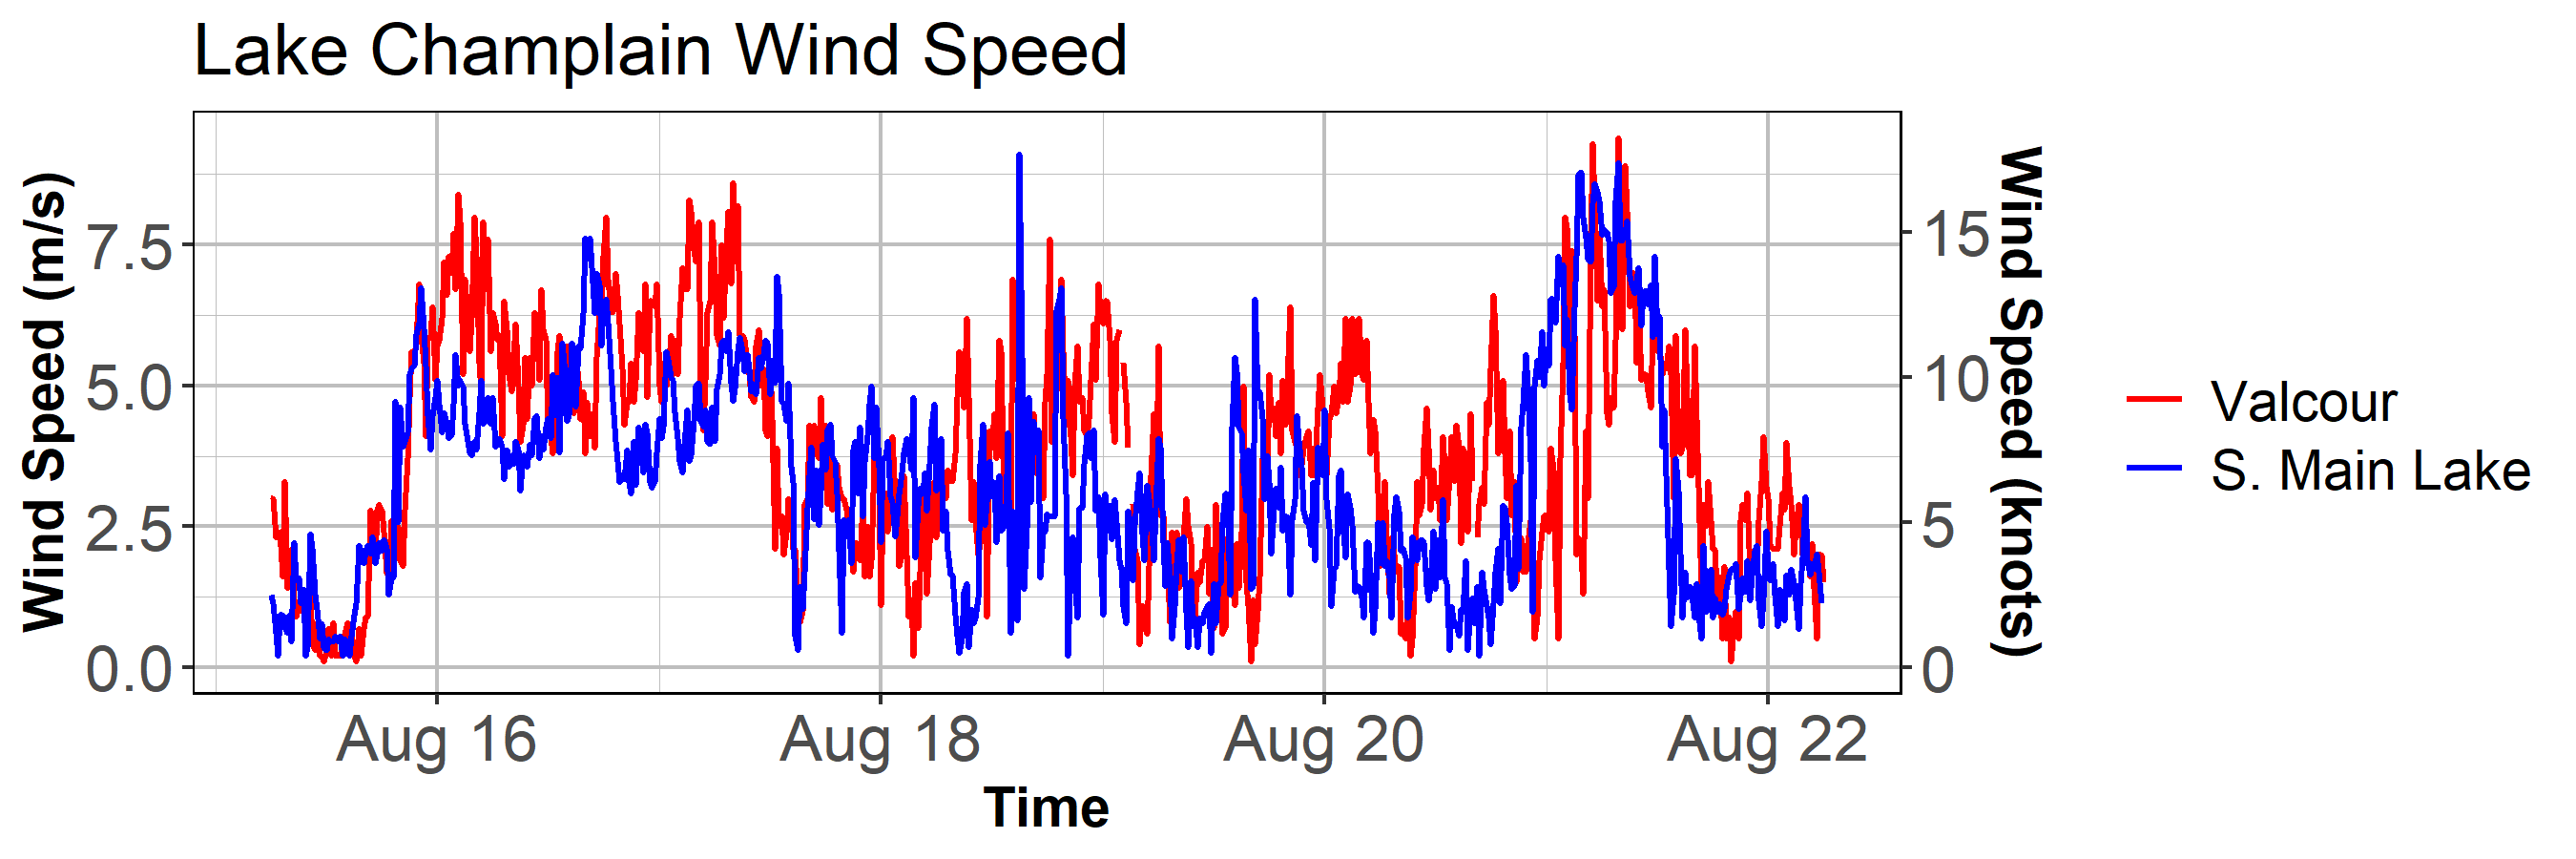 Lake Champlain Wind Speed
Wind Speed (m/s)
7.5
5.0
2.5
0.0
Aug 16
Aug 18
Aug 20
Aug 22
Time
15
10
5
0
Wind Speed (knots)
Valcour
S. Main Lake